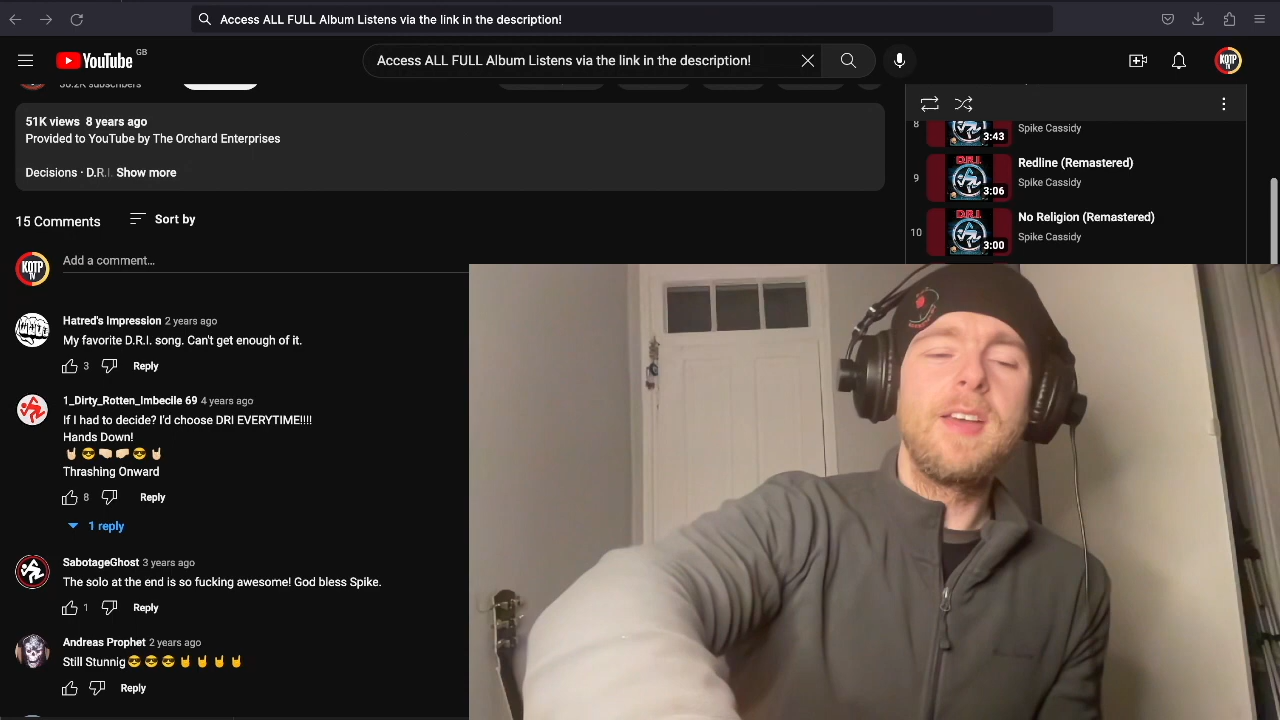 Access ALL FULL Album Listens via the link in the description!
YouTube GB
Access ALL FULL Album Listens via the link in the description!
KOTP
51K views 8 years ago
Provided to YouTube by The Orchard Enterprises
Decisions · D.R.I. Show more
15 Comments
Sort by
KOTP
TV
Add a comment...
Hatred's Impression 2 years ago
My favorite D.R.I. song. Can't get enough of it.
3
Reply
1_Dirty_Rotten_Imbecile 69 4 years ago
If I had to decide? I'd choose DRI EVERYTIME!!!!
Hands Down!
🤘🏻😎👊🏻👊🏻😎🤘🏻
Thrashing Onward
8
Reply
1 reply
SabotageGhost 3 years ago
The solo at the end is so fucking awesome! God bless Spike.
1
Reply
Andreas Prophet 2 years ago
Still Stunnig😎😎😎🤘🤘🤘🤘
Reply
8
3:43
Spike Cassidy
9
D.R.I.
3:06
Redline (Remastered)
Spike Cassidy
10
D.R.I.
3:00
No Religion (Remastered)
Spike Cassidy